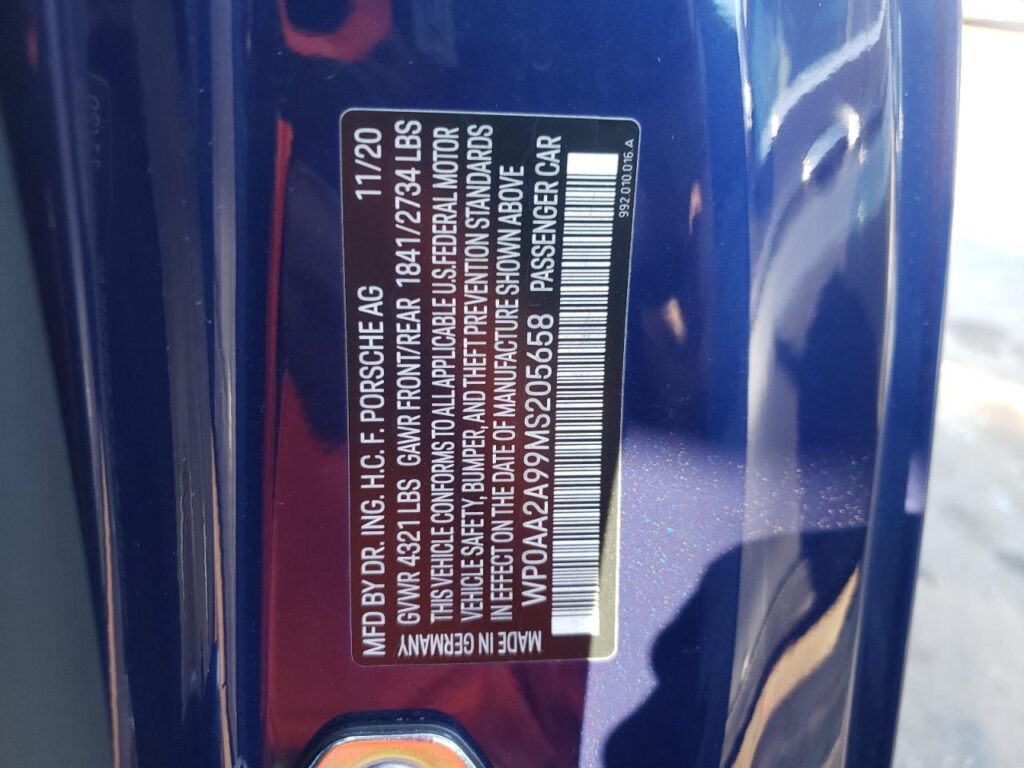 MFD BY DR. ING. H.C. F. PORSCHE AG 11/20
GVWR 4321 LBS GAWR FRONT/REAR 1841/2734 LBS
THIS VEHICLE CONFORMS TO ALL APPLICABLE U.S. FEDERAL MOTOR
VEHICLE SAFETY, BUMPER, AND THEFT PREVENTION STANDARDS
IN EFFECT ON THE DATE OF MANUFACTURE SHOWN ABOVE
MADE IN GERMANY WP0AA2A99MS205658 PASSENGER CAR
992.010.016.A